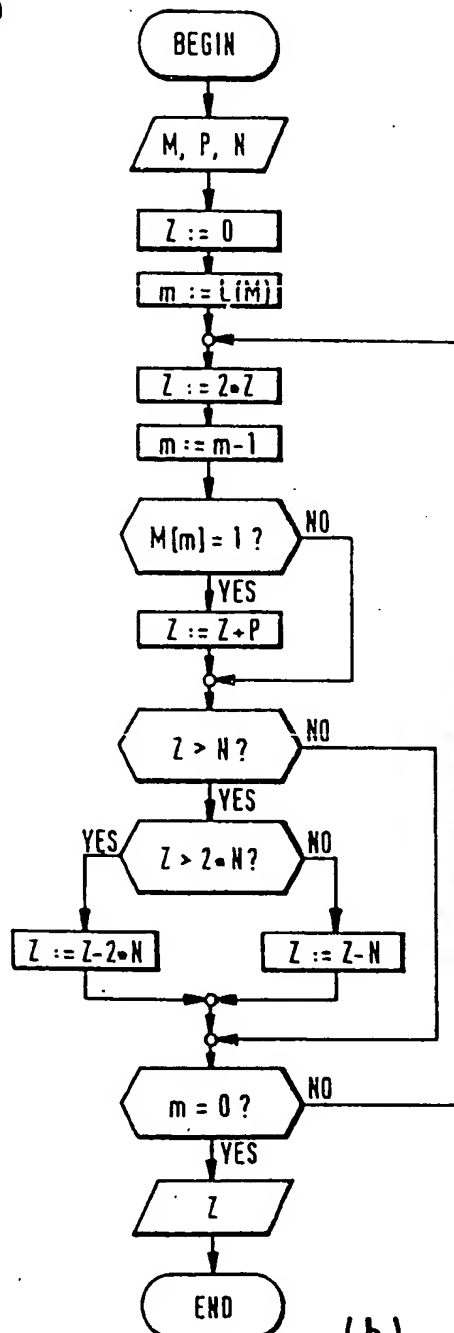 )
BEGIN
M, P, N
Z := 0
m := L(M)
Z := 2*Z
m := m-1
M[m] = 1 ?
NO
YES
Z := Z+P
Z > N ?
NO
YES
YES
Z > 2*N?
NO
Z := Z-2*N
Z := Z-N
m = 0 ?
NO
YES
Z
END
(b)